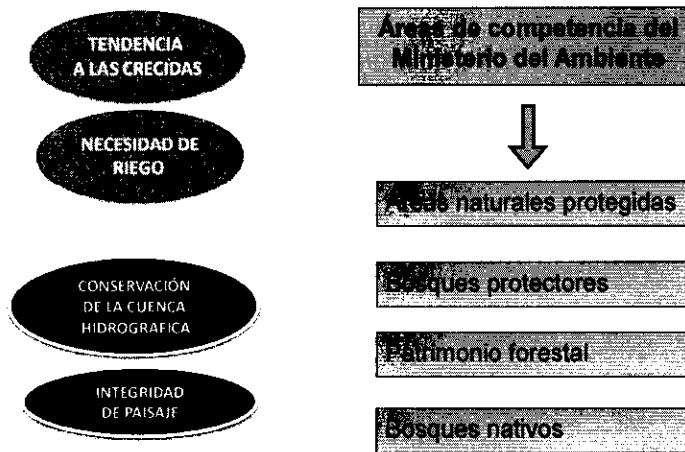 TENDENCIA
A LAS CRECIDAS
NECESIDAD DE
RIEGO
CONSERVACIÓN
DE LA CUENCA
HIDROGRAFICA
INTEGRIDAD
DE PAISAJE
Áreas de competencia del
Ministerio del Ambiente
Áreas naturales protegidas
Bosques protectores
Patrimonio forestal
Bosques nativos